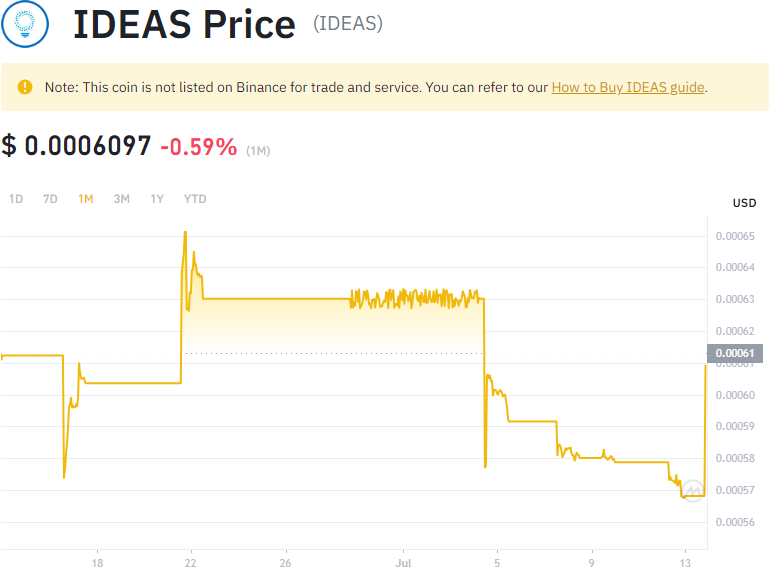 IDEAS Price (IDEAS)
Note: This coin is not listed on Binance for trade and service. You can refer to our How to Buy IDEAS guide.
$ 0.0006097 -0.59% (1M)
1D 7D 1M 3M 1Y YTD
USD
0.00065
0.00064
0.00063
0.00062
0.00061
0.00061
0.00060
0.00059
0.00058
0.00057
0.00056
18 22 26 Jul 5 9 13